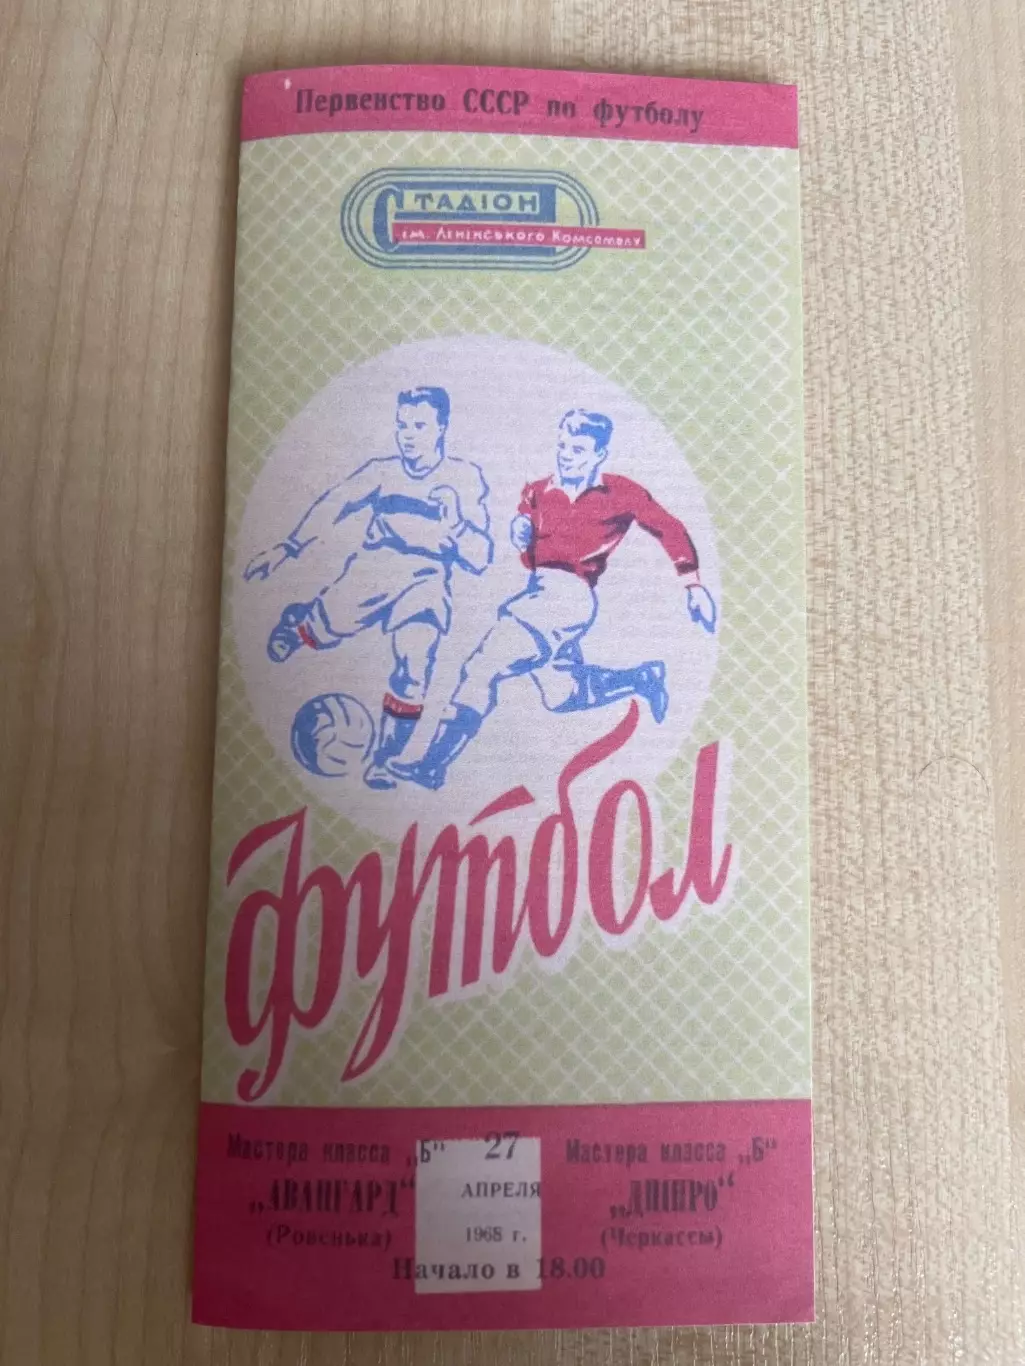 Первенство СССР по футболу
СТАДІОН
ім. Ленінського Комсомолу
Футбол
Мастера класса „Б“
„АВАНГАРД“
(Ровенька)
27
АПРЕЛЯ
1968 г.
Мастера класса „Б“
„ДНІПРО“
(Черкассы)
Начало в 18.00